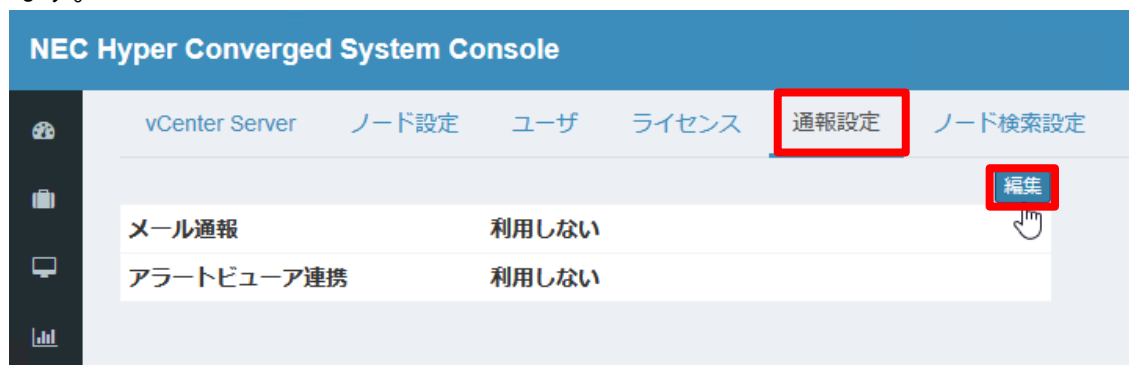 NEC Hyper Converged System Console
vCenter Server ノード設定 ユーザ ライセンス 通報設定 ノード検索設定
編集
メール通報 利用しない
アラートビューア連携 利用しない